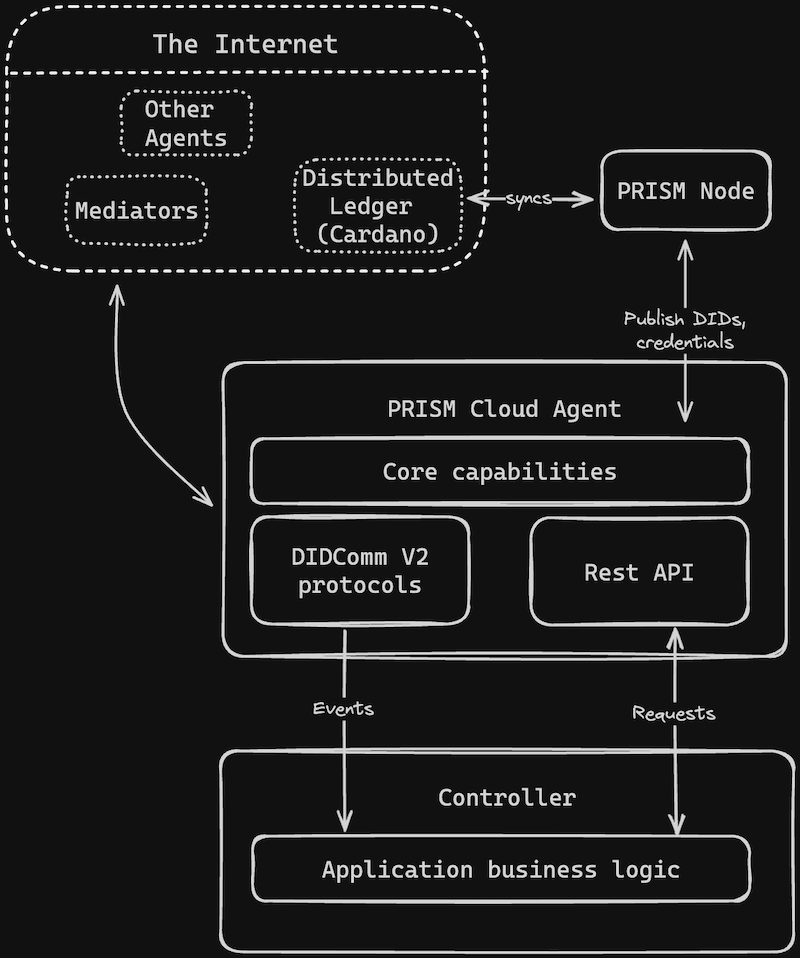 The Internet
Other
Agents
Mediators
Distributed
Ledger
(Cardano)
syncs
PRISM Node
Publish DIDs,
credentials
PRISM Cloud Agent
Core capabilities
DIDComm V2
protocols
Rest API
Events
Requests
Controller
Application business logic